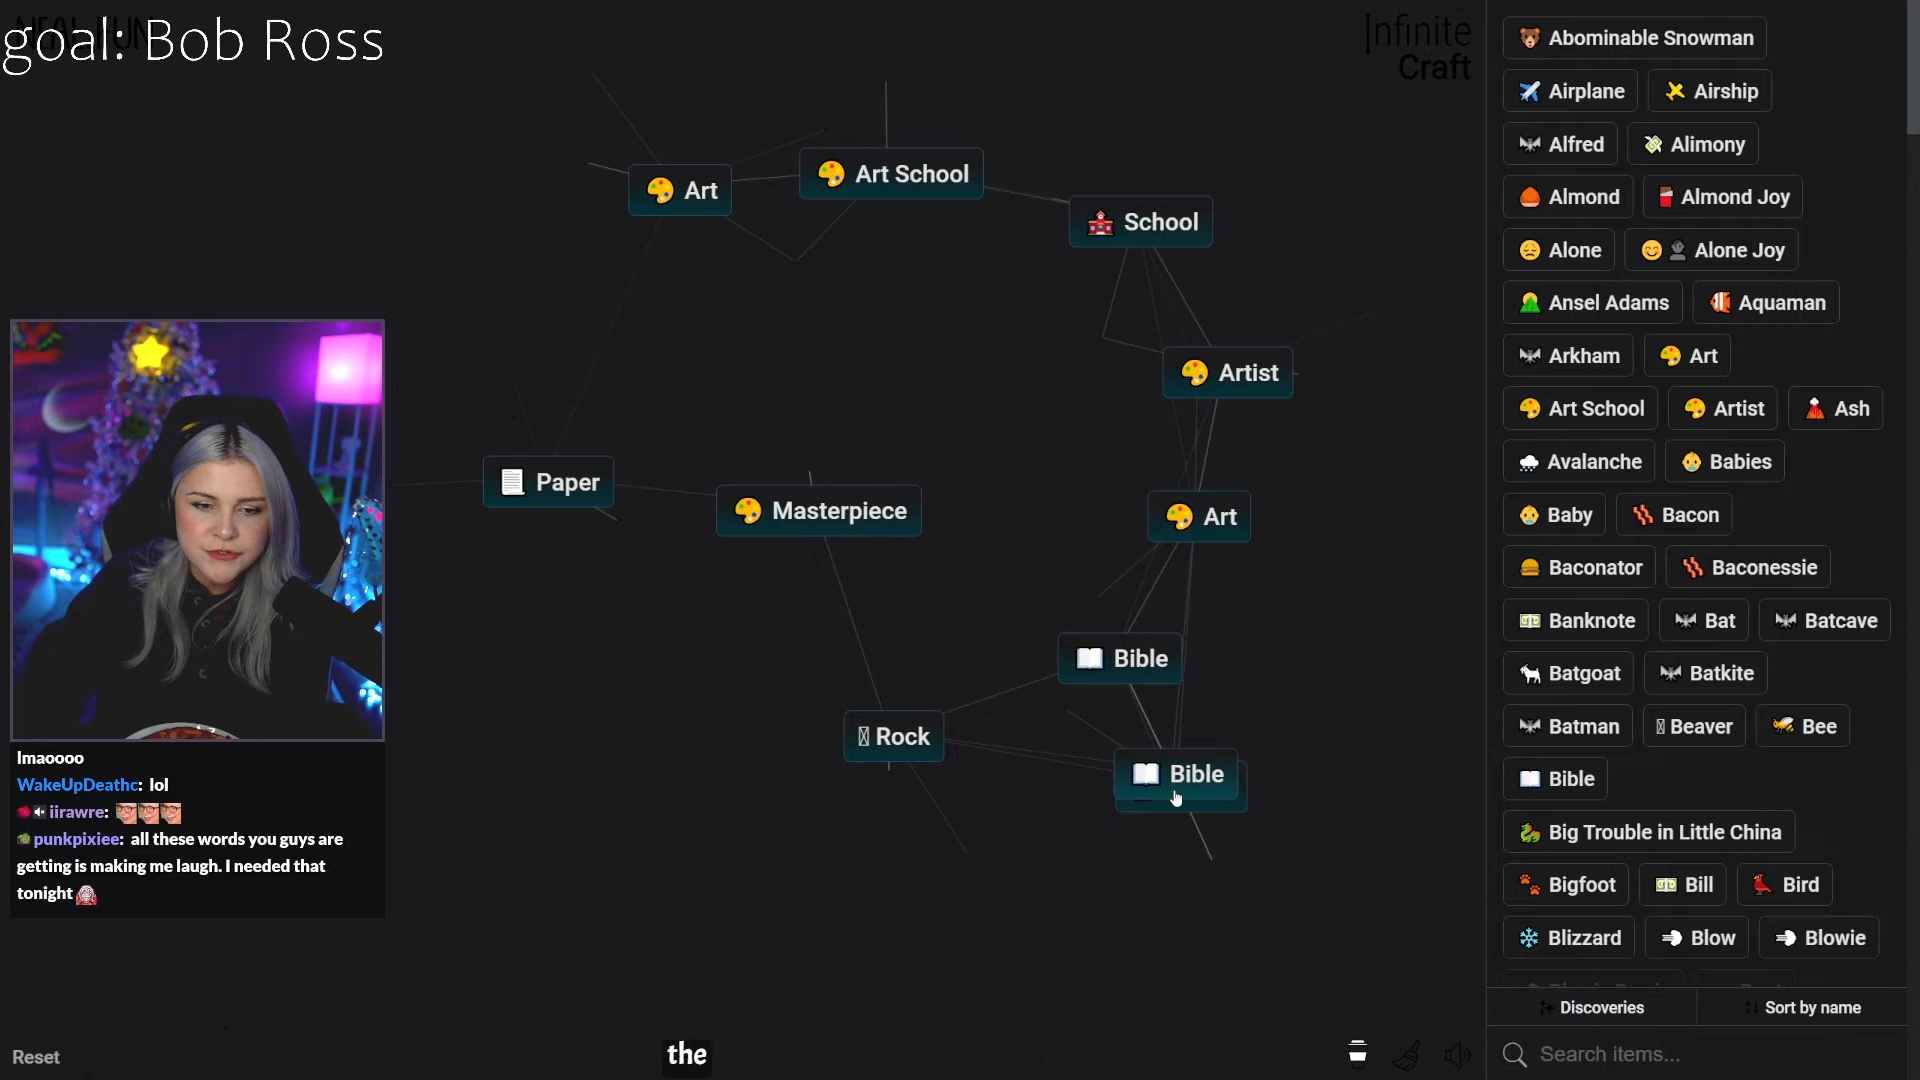 goal: Bob Ross
Infinite
Craft
Art
Art School
School
Artist
Paper
Masterpiece
Art
Bible
Rock
Bible
lmaoooo
WakeUpDeathc: lol
iirawre:
punkpixiee: all these words you guys are
getting is making me laugh. I needed that
tonight
Reset
the
Abominable Snowman
Airplane Airship
Alfred Alimony
Almond Almond Joy
Alone Alone Joy
Ansel Adams Aquaman
Arkham Art
Art School Artist Ash
Avalanche Babies
Baby Bacon
Baconator Baconessie
Banknote Bat Batcave
Batgoat Batkite
Batman Beaver Bee
Bible
Big Trouble in Little China
Bigfoot Bill Bird
Blizzard Blow Blowie
Discoveries Sort by name
Search items...